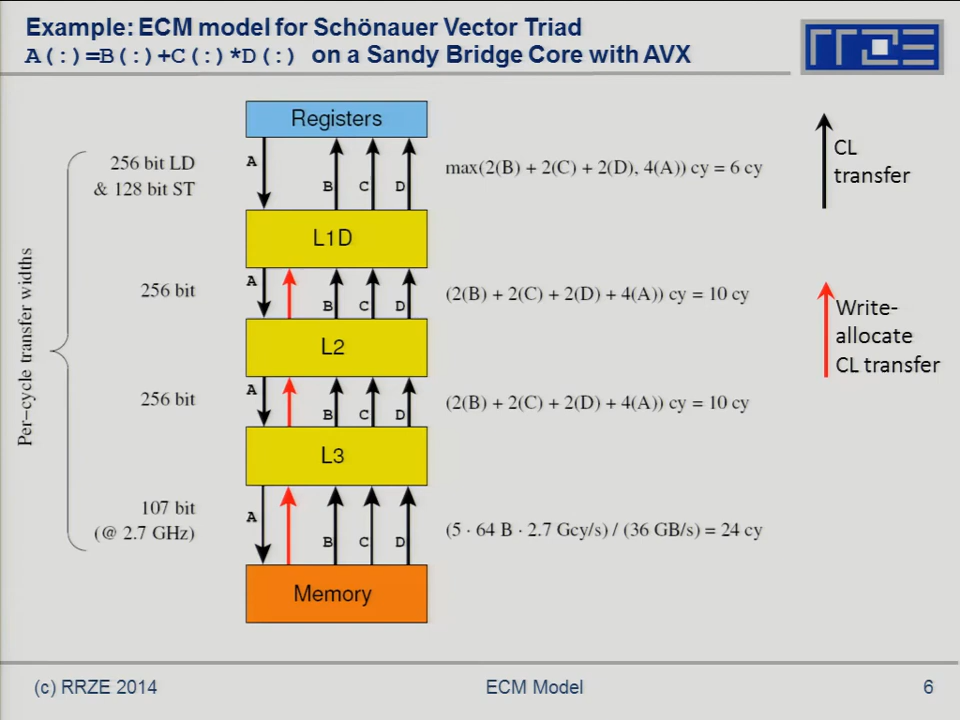 Example: ECM model for Schönauer Vector Triad
A(:)=B(:)+C(:)*D(:) on a Sandy Bridge Core with AVX
RRZE
Registers
256 bit LD
& 128 bit ST
A
B
C
D
max(2(B) + 2(C) + 2(D), 4(A)) cy = 6 cy
CL
transfer
L1D
256 bit
A
B
C
D
(2(B) + 2(C) + 2(D) + 4(A)) cy = 10 cy
Write-
allocate
CL transfer
L2
Per–cycle transfer widths
256 bit
A
B
C
D
(2(B) + 2(C) + 2(D) + 4(A)) cy = 10 cy
L3
107 bit
(@ 2.7 GHz)
A
B
C
D
(5 · 64 B · 2.7 Gcy/s) / (36 GB/s) = 24 cy
Memory
(c) RRZE 2014
ECM Model
6